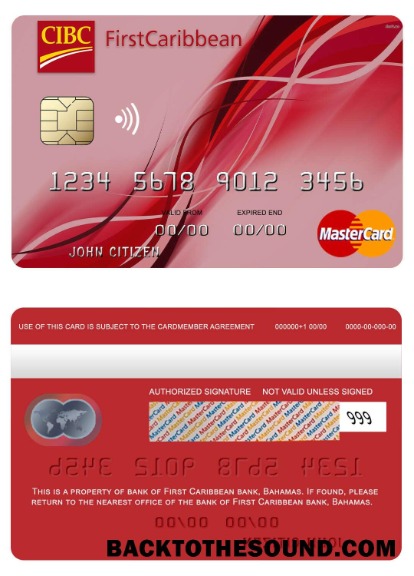 CIBC FirstCaribbean
1234 5678 9012 3456
VALID FROM EXPIRED END
00/00 00/00
JOHN CITIZEN
MasterCard
USE OF THIS CARD IS SUBJECT TO THE CARDMEMBER AGREEMENT 000000+1 00/00 0000-00-000-00
AUTHORIZED SIGNATURE NOT VALID UNLESS SIGNED
MasterCard MasterCard MasterCard
999
THIS IS A PROPERTY OF BANK OF FIRST CARIBBEAN BANK, BAHAMAS. IF FOUND, PLEASE
RETURN TO THE NEAREST OFFICE OF THE BANK OF FIRST CARIBBEAN BANK, BAHAMAS.
00/00 00/00
BACKTOTHESOUND.COM